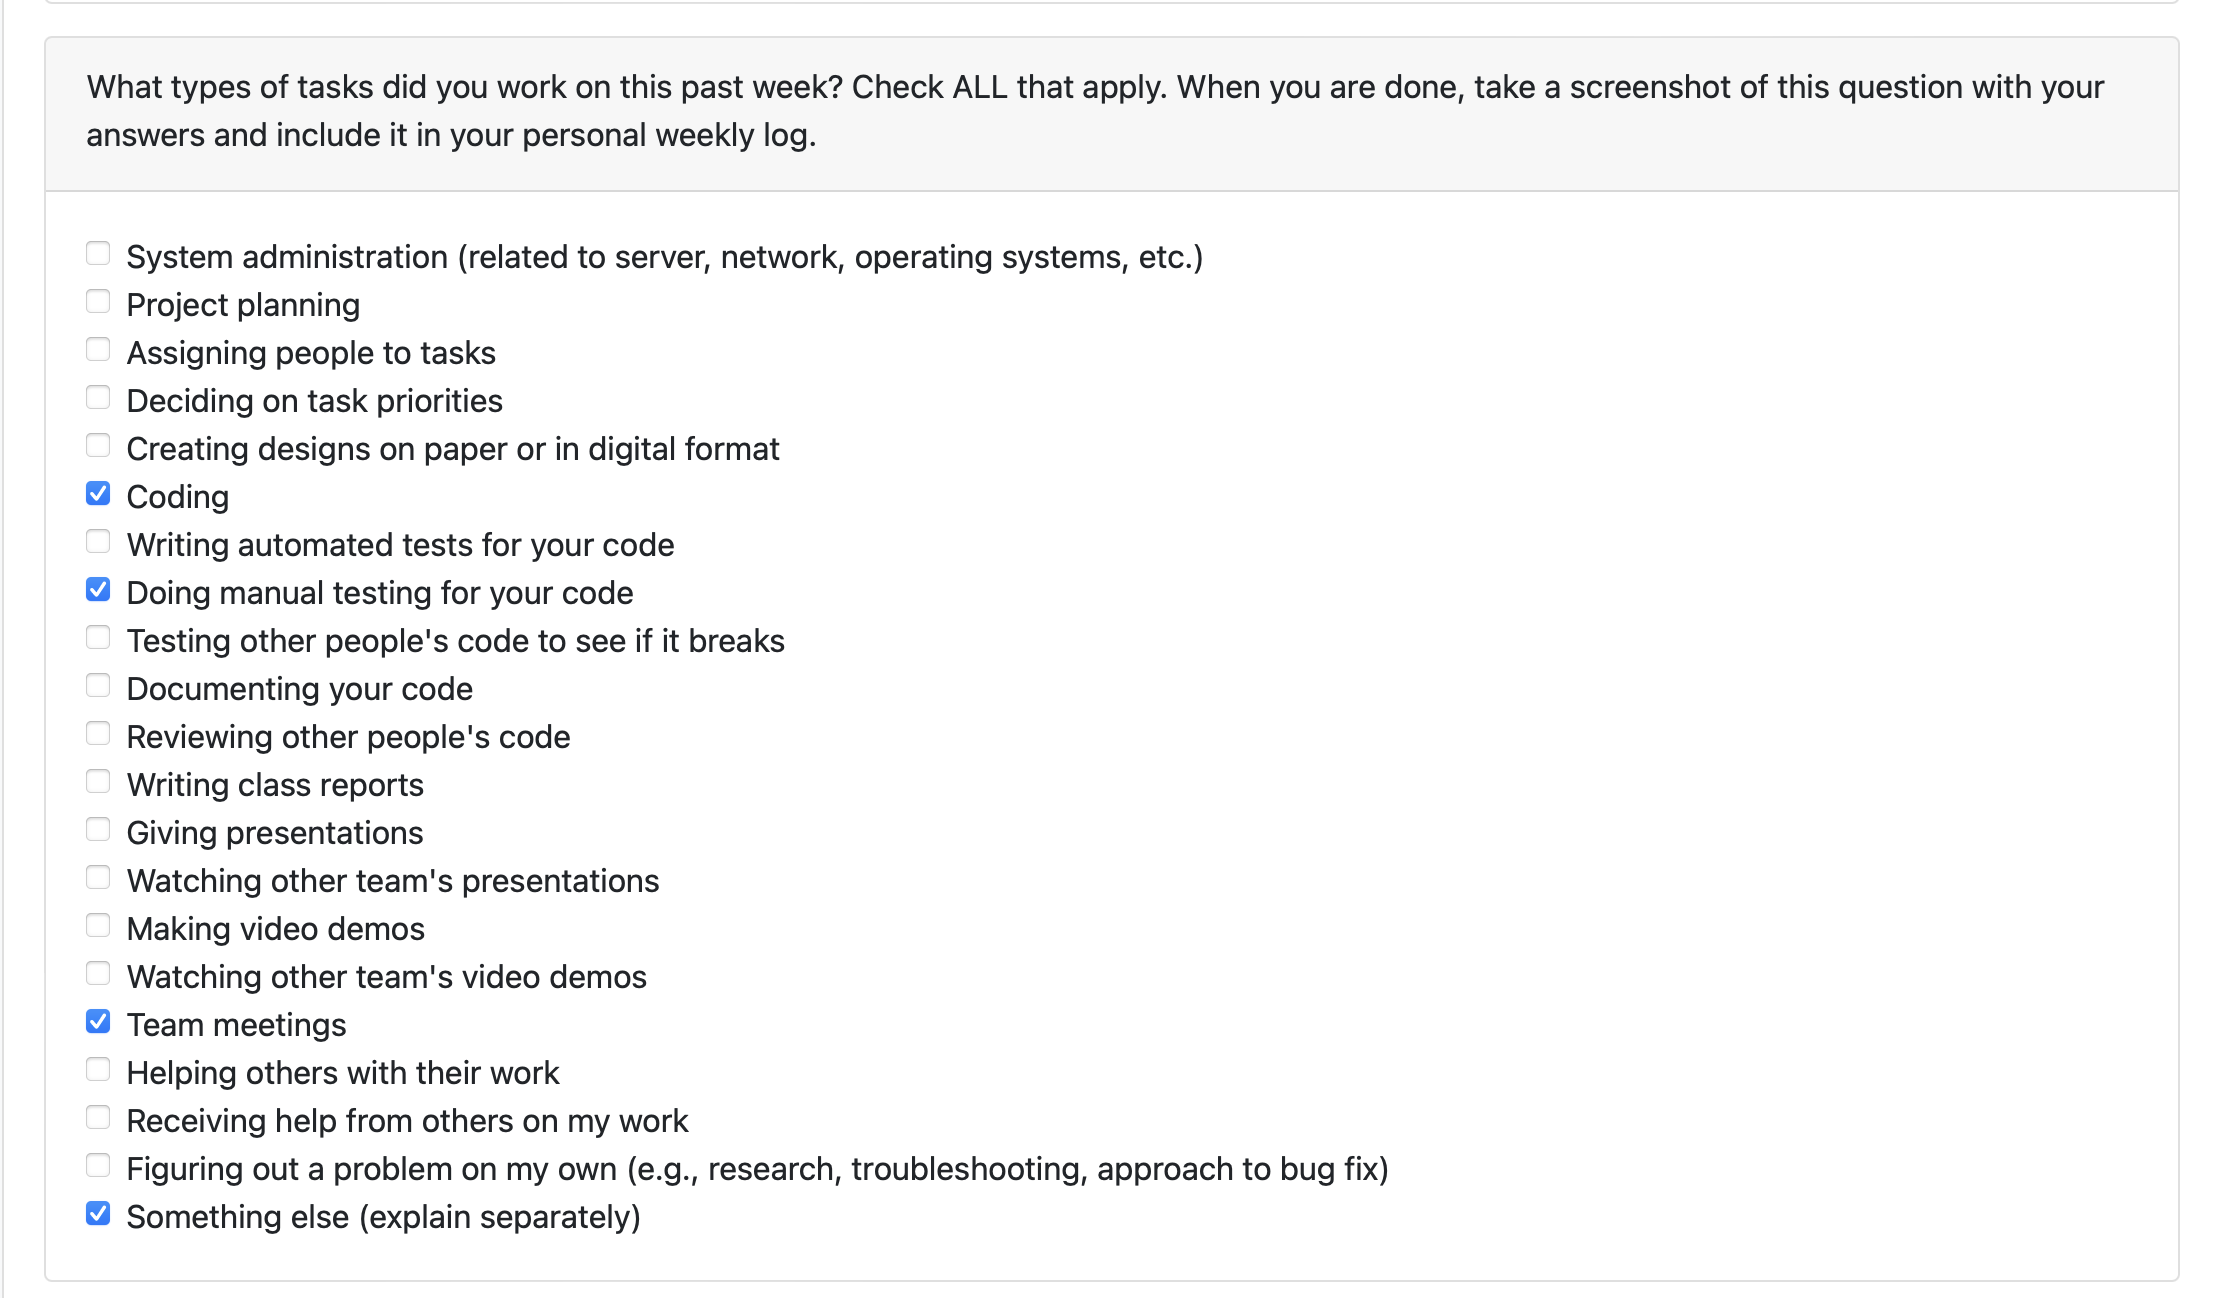 What types of tasks did you work on this past week? Check ALL that apply. When you are done, take a screenshot of this question with your
answers and include it in your personal weekly log.
System administration (related to server, network, operating systems, etc.)
Project planning
Assigning people to tasks
Deciding on task priorities
Creating designs on paper or in digital format
Coding
Writing automated tests for your code
Doing manual testing for your code
Testing other people's code to see if it breaks
Documenting your code
Reviewing other people's code
Writing class reports
Giving presentations
Watching other team's presentations
Making video demos
Watching other team's video demos
Team meetings
Helping others with their work
Receiving help from others on my work
Figuring out a problem on my own (e.g., research, troubleshooting, approach to bug fix)
Something else (explain separately)